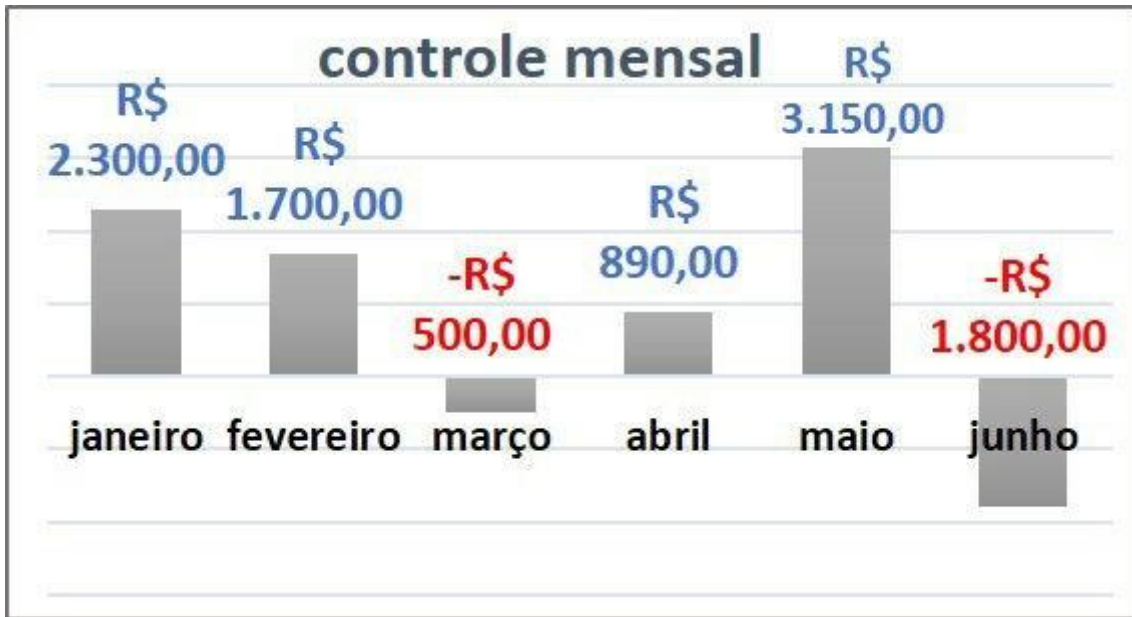 controle mensal
R$
2.300,00
R$
1.700,00
-R$
500,00
R$
890,00
R$
3.150,00
-R$
1.800,00
janeiro
fevereiro
março
abril
maio
junho